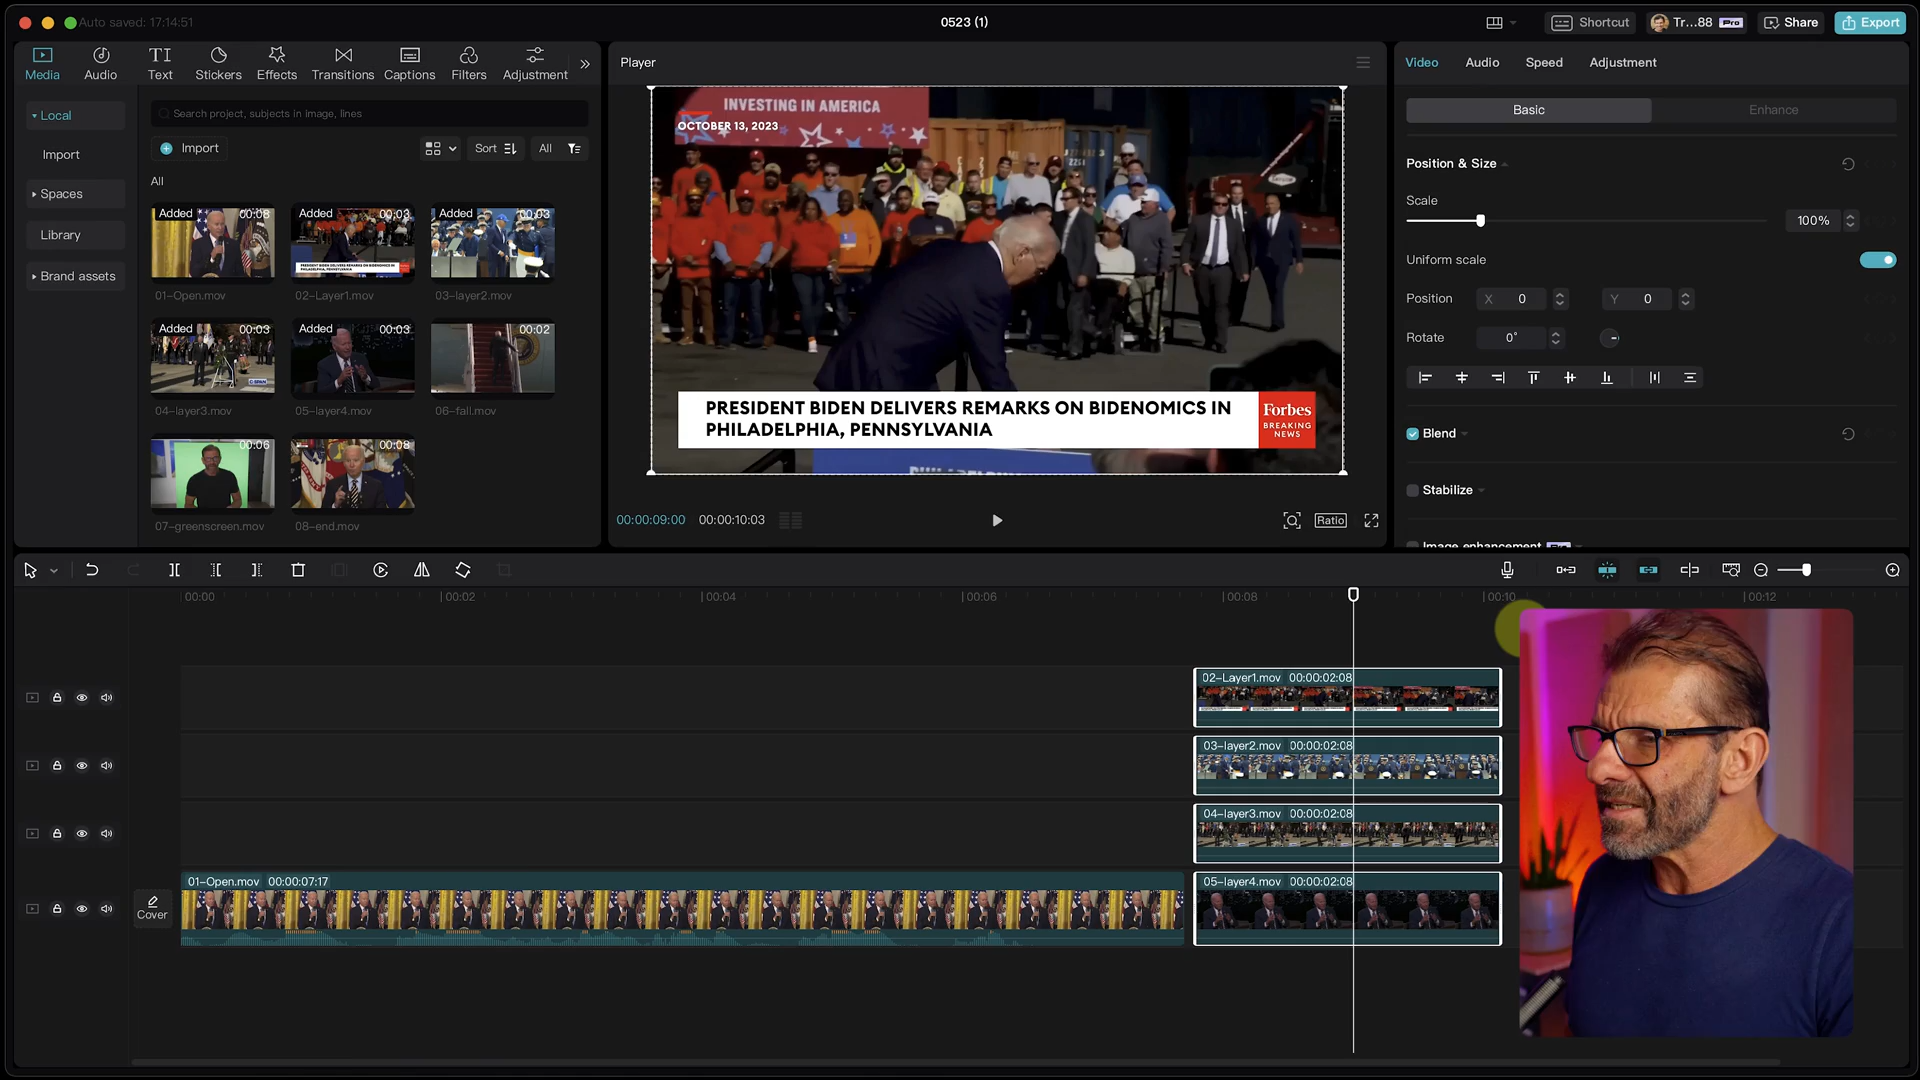 Auto saved: 17:14:51
0523 (1)
Shortcut
Tr...88 Pro
Share
Export
Media
Audio
TI
Text
Stickers
Effects
Transitions
Captions
Filters
Adjustment
Local
Import
Spaces
Library
Brand assets
Search project, subjects in image, lines
Import
Sort
All
All
Added 00:08
Added 00:03
Added 00:03
01-Open.mov
02-Layer1.mov
03-layer2.mov
Added 00:03
Added 00:03
00:02
04-layer3.mov
05-layer4.mov
06-fall.mov
00:06
00:08
07-greenscreen.mov
08-end.mov
Player
INVESTING IN AMERICA
OCTOBER 13, 2023
PRESIDENT BIDEN DELIVERS REMARKS ON BIDENOMICS IN
PHILADELPHIA, PENNSYLVANIA
Forbes
BREAKING
NEWS
00:00:09:00
00:00:10:03
Ratio
Video
Audio
Speed
Adjustment
Basic
Enhance
Position & Size
Scale
100%
Uniform scale
Position
X 0
Y 0
Rotate
0°
Blend
Stabilize
Image enhancement
00:00
00:02
00:04
00:06
00:08
00:10
00:12
02-Layer1.mov 00:00:02:08
03-layer2.mov 00:00:02:08
04-layer3.mov 00:00:02:08
Cover
01-Open.mov 00:00:07:17
05-layer4.mov 00:00:02:08